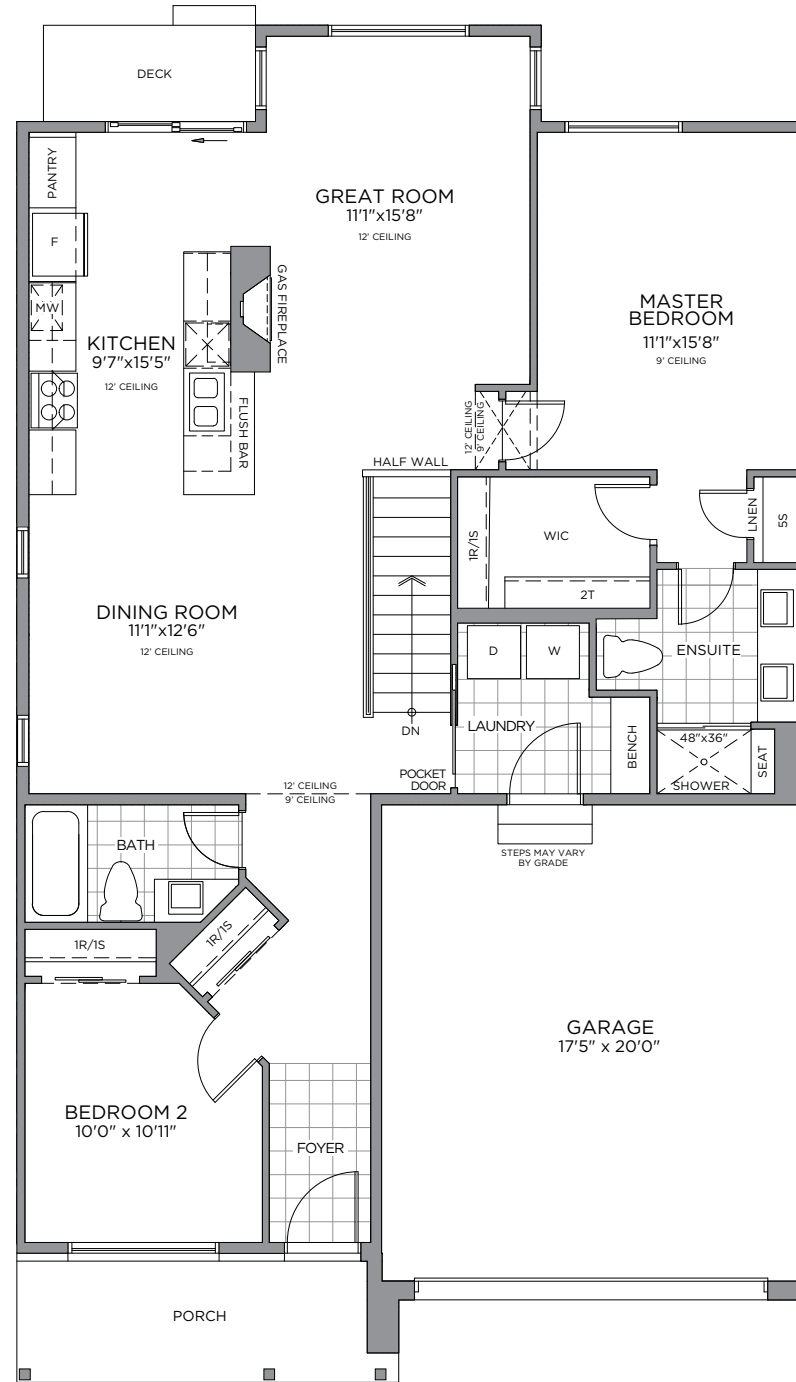 DECK
PANTRY
F
MW
KITCHEN
9'7"x15'5"
12' CEILING
GREAT ROOM
11'1"x15'8"
12' CEILING
GAS FIREPLACE
FLUSH BAR
MASTER
BEDROOM
11'1"x15'8"
9' CEILING
12' CEILING
9' CEILING
HALF WALL
1R/1S
WIC
2T
LNEN
5S
DINING ROOM
11'1"x12'6"
12' CEILING
DN
D
W
LAUNDRY
BENCH
POCKET
DOOR
ENSUITE
48"x36"
SHOWER
SEAT
12' CEILING
9' CEILING
STEPS MAY VARY
BY GRADE
BATH
1R/1S
1R/1S
BEDROOM 2
10'0" x 10'11"
FOYER
GARAGE
17'5" x 20'0"
PORCH